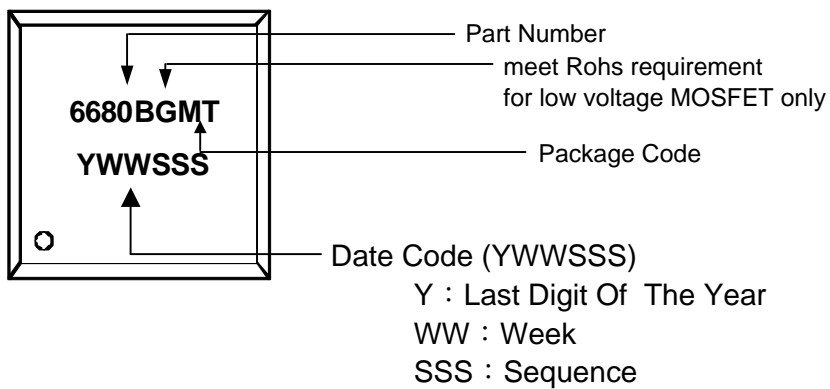 Part Number
meet Rohs requirement
for low voltage MOSFET only
6680BGMT
Package Code
YWWSSS
Date Code (YWWSSS)
Y：Last Digit Of The Year
WW：Week
SSS：Sequence